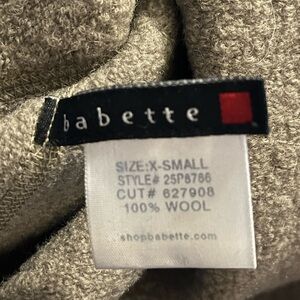 babette
SIZE:X-SMALL
STYLE# 25P8786
CUT# 627908
100% WOOL
shopbabette.com